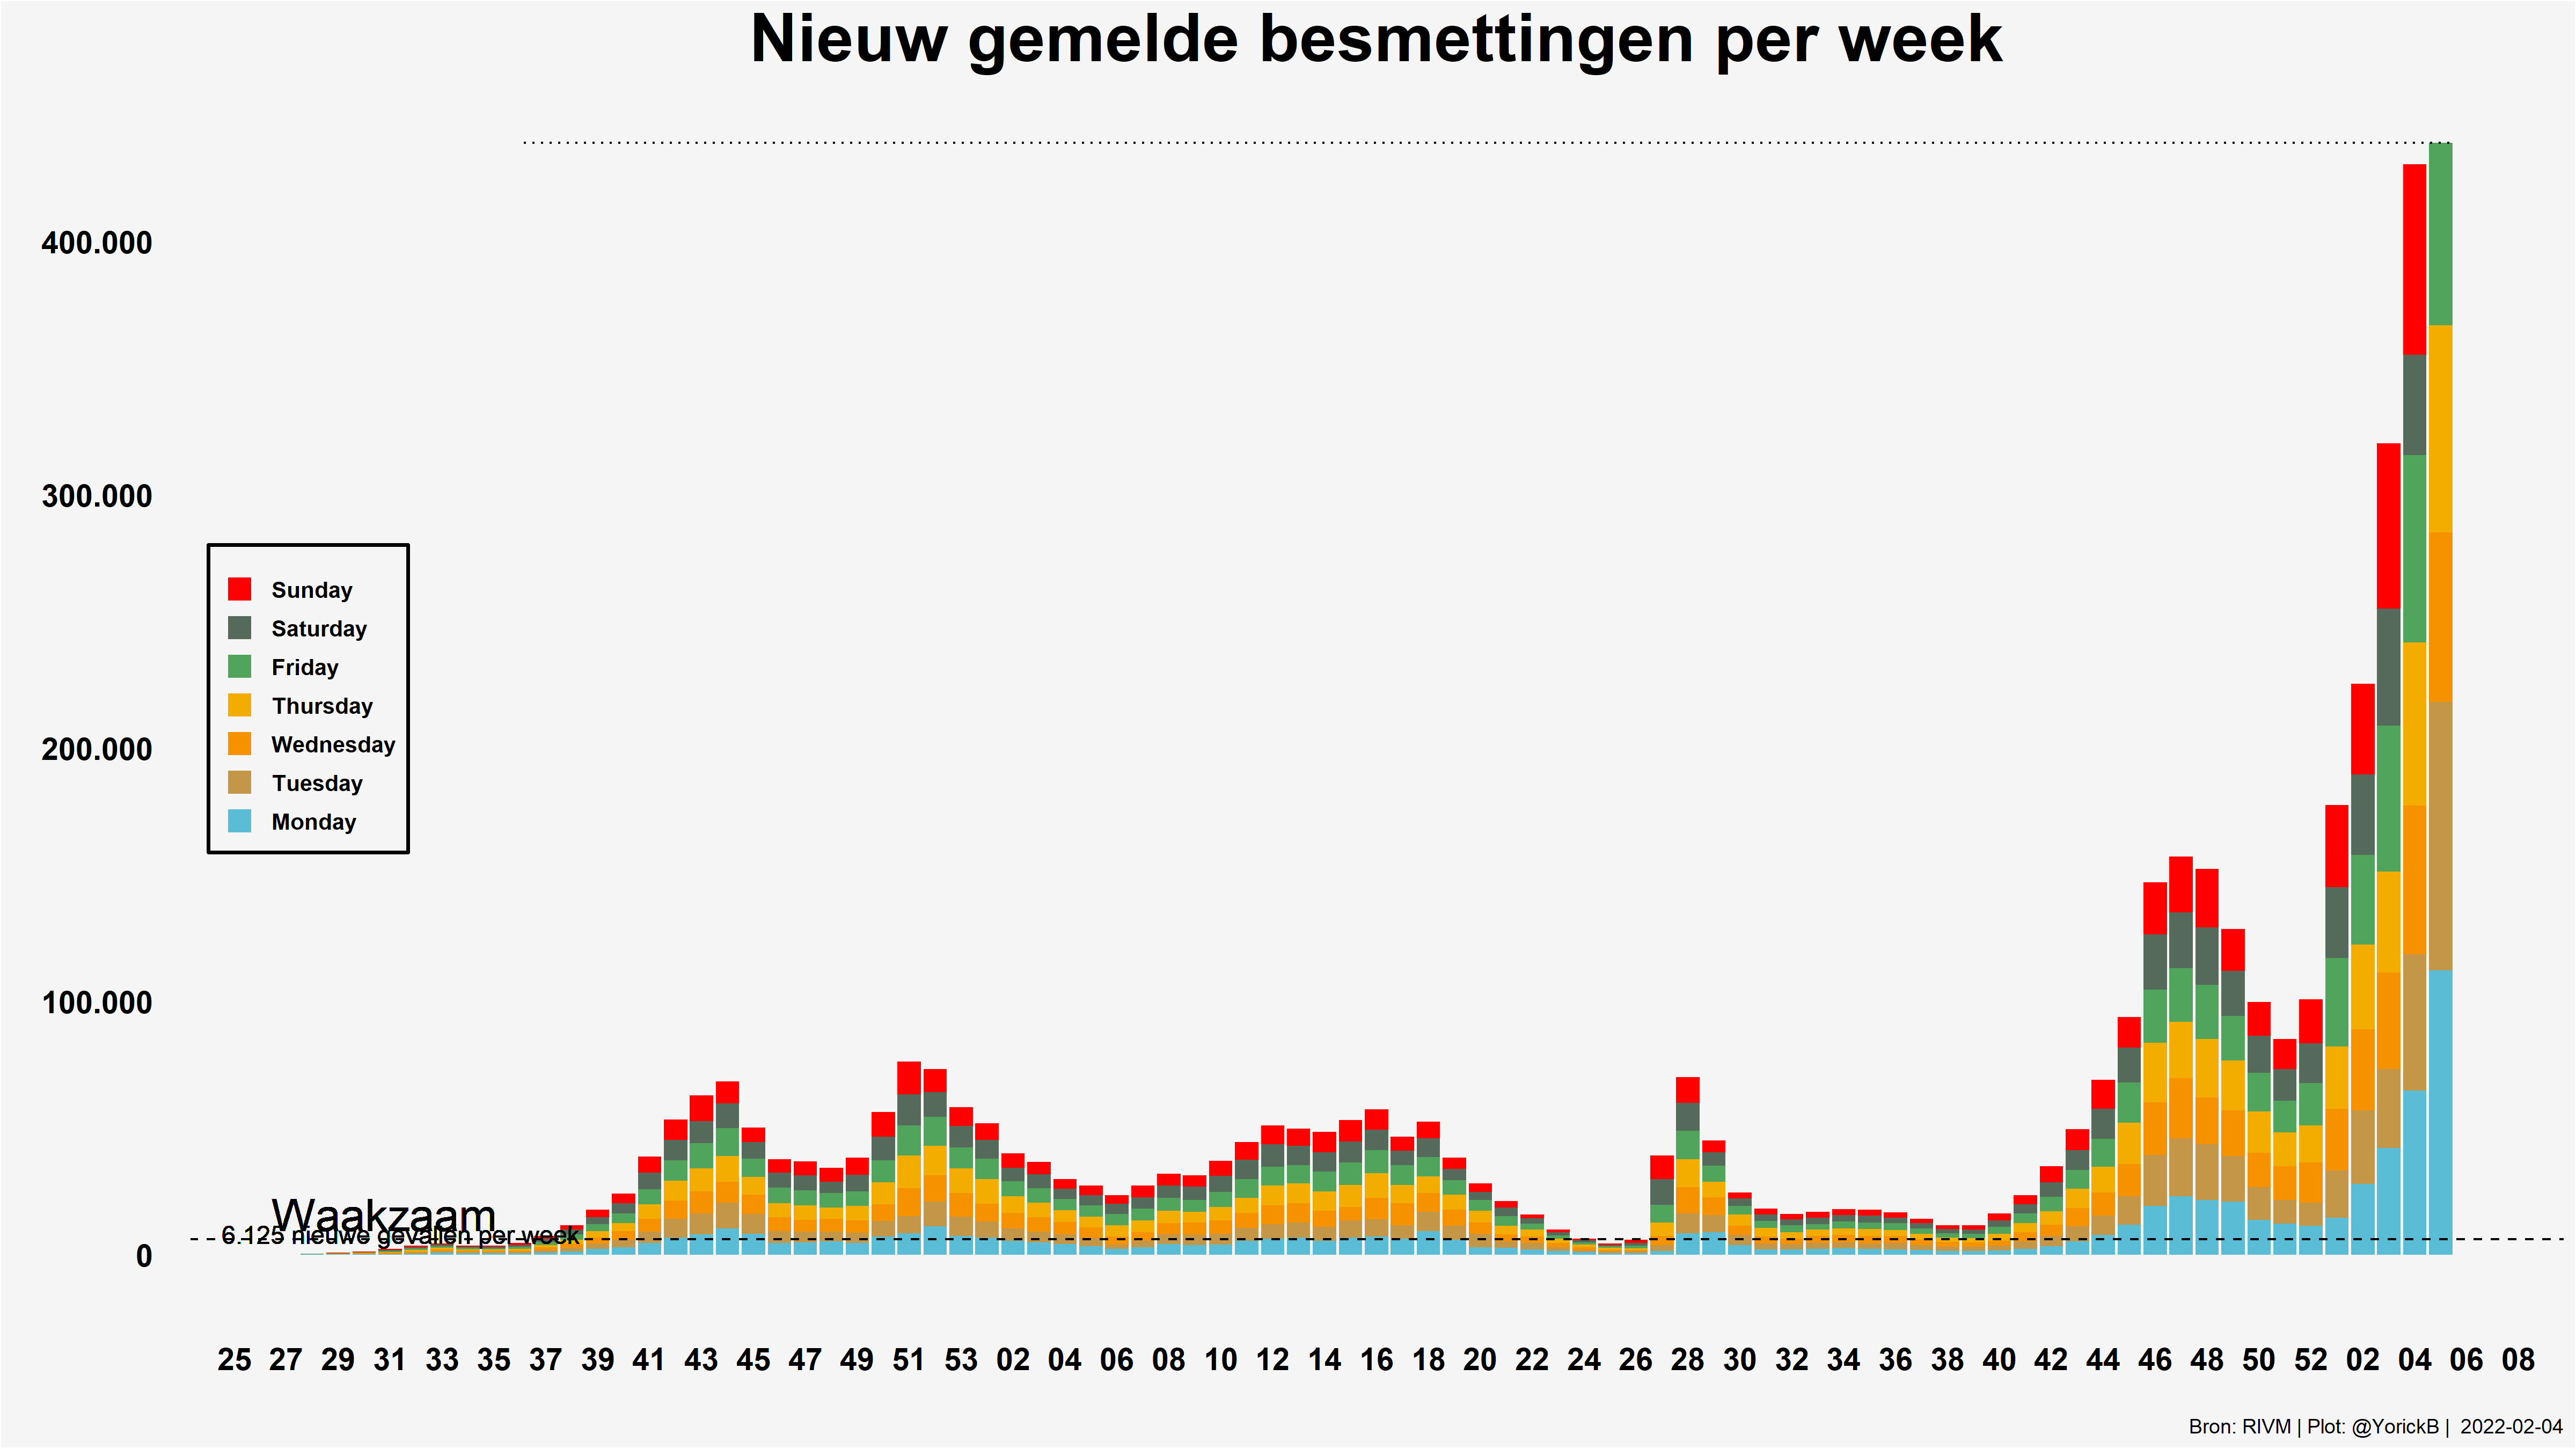 Nieuw gemelde besmettingen per week
400.000
300.000
200.000
100.000
0
Sunday
Saturday
Friday
Thursday
Wednesday
Tuesday
Monday
Waakzaam
6.125 nieuwe gevallen per week
25 27 29 31 33 35 37 39 41 43 45 47 49 51 53 02 04 06 08 10 12 14 16 18 20 22 24 26 28 30 32 34 36 38 40 42 44 46 48 50 52 02 04 06 08
Bron: RIVM | Plot: @YorickB | 2022-02-04